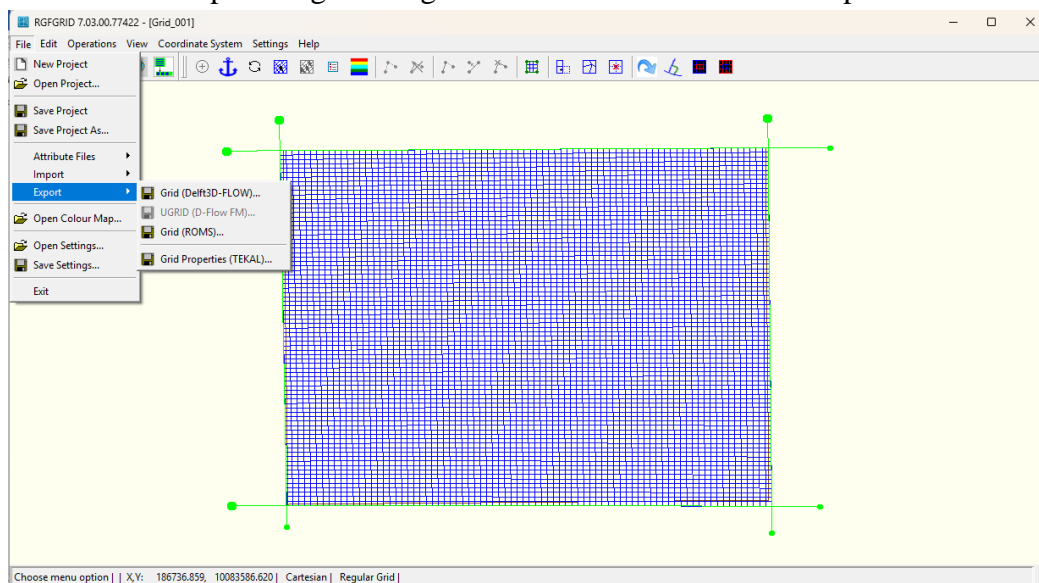 RGFGRID 7.03.00.77422 - [Grid_001]
File Edit Operations View Coordinate System Settings Help
New Project
Open Project...
Save Project
Save Project As...
Attribute Files
Import
Export
Grid (Delft3D-FLOW)...
UGRID (D-Flow FM)...
Grid (ROMS)...
Grid Properties (TEKAL)...
Open Colour Map...
Open Settings...
Save Settings...
Exit
Choose menu option | | X,Y: 186736.859, 10083586.620 | Cartesian | Regular Grid |